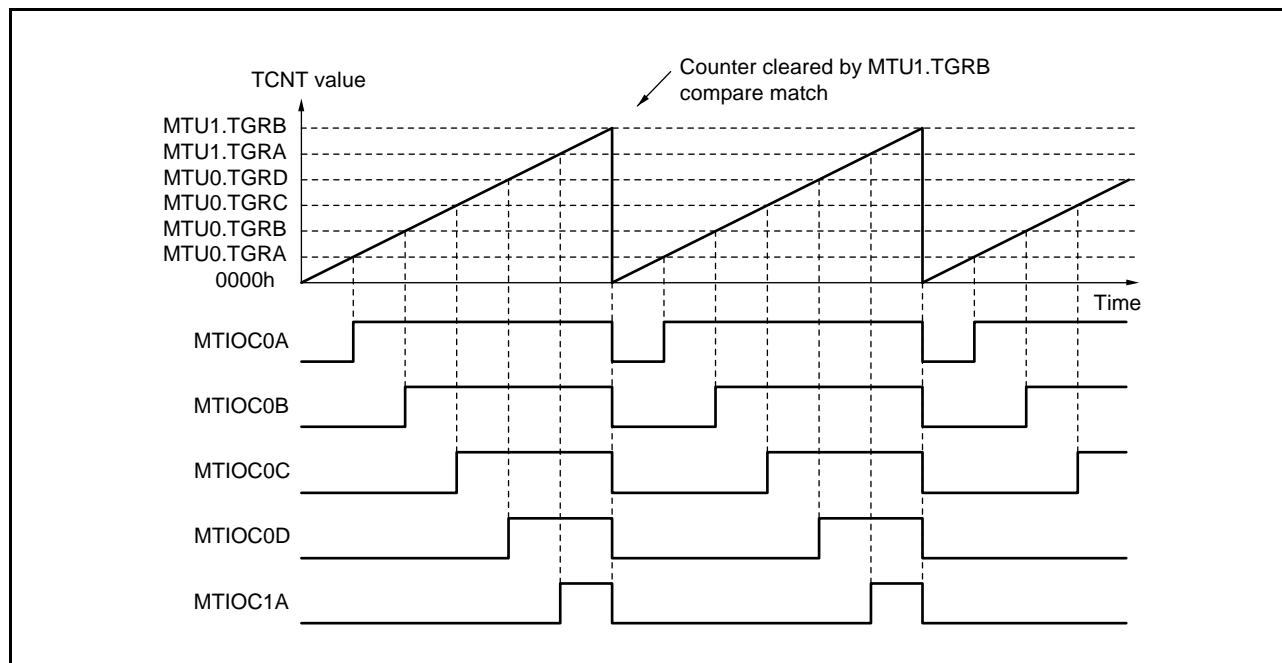 Counter cleared by MTU1.TGRB
compare match
TCNT value
MTU1.TGRB
MTU1.TGRA
MTU0.TGRD
MTU0.TGRC
MTU0.TGRB
MTU0.TGRA
0000h
Time
MTIOC0A
MTIOC0B
MTIOC0C
MTIOC0D
MTIOC1A